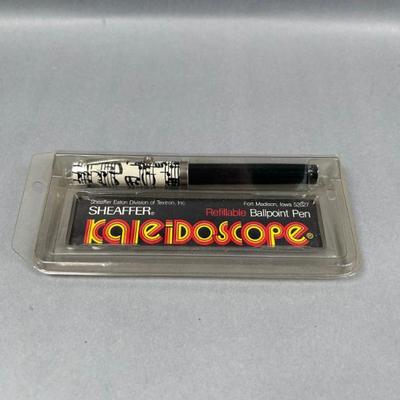 Sheaffer Eaton Division of Textron, Inc. Fort Madison, Iowa 52627
SHEAFFER® Refillable Ballpoint Pen
KaleiDoscope®